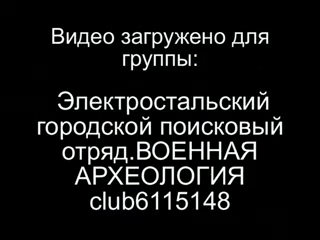 Видео загружено для
группы:
Электростальский
городской поисковый
отряд.ВОЕННАЯ
АРХЕОЛОГИЯ
club6115148